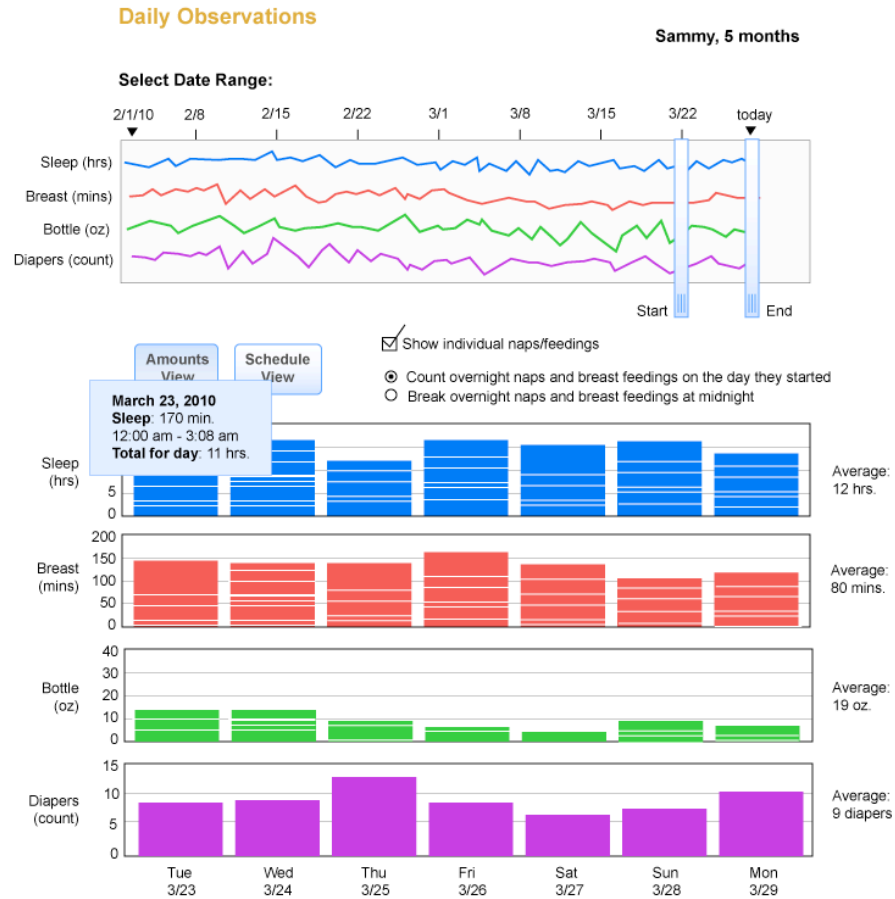 Daily Observations
Sammy, 5 months
Select Date Range:
2/1/10 2/8 2/15 2/22 3/1 3/8 3/15 3/22 today
Sleep (hrs)
Breast (mins)
Bottle (oz)
Diapers (count)
Start End
Show individual naps/feedings
Amounts View
Schedule View
Count overnight naps and breast feedings on the day they started
Break overnight naps and breast feedings at midnight
March 23, 2010
Sleep: 170 min.
12:00 am - 3:08 am
Total for day: 11 hrs.
Sleep
(hrs)
5
0
Average:
12 hrs.
Breast
(mins)
200
150
100
50
0
Average:
80 mins.
Bottle
(oz)
40
30
20
10
0
Average:
19 oz.
Diapers
(count)
15
10
5
0
Average:
9 diapers
Tue Wed Thu Fri Sat Sun Mon
3/23 3/24 3/25 3/26 3/27 3/28 3/29